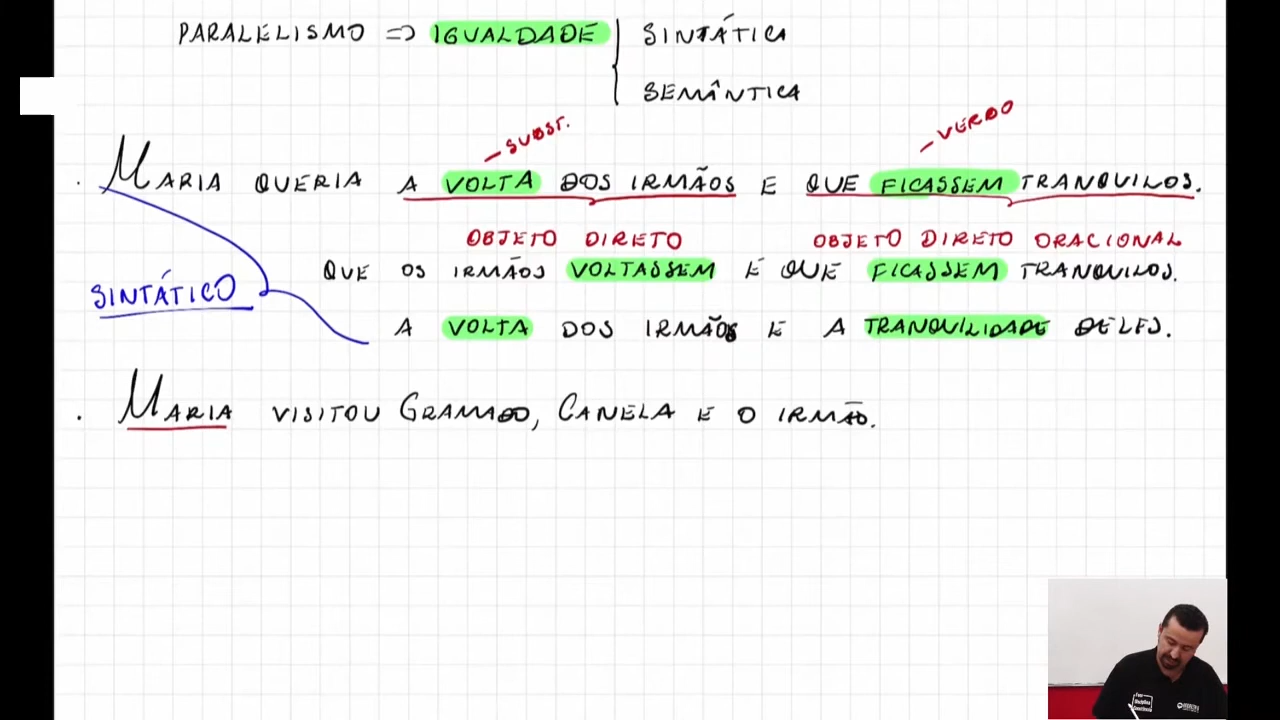 PARALELISMO => IGUALDADE { SINTÁTICA
SEMÂNTICA
SUBST.
VERBO
. MARIA QUERIA A VOLTA DOS IRMÃOS E QUE FICASSEM TRANQUILOS.
OBJETO DIRETO OBJETO DIRETO ORACIONAL
QUE OS IRMÃOS VOLTASSEM E QUE FICASSEM TRANQUILOS.
SINTÁTICO
A VOLTA DOS IRMÃOS E A TRANQUILIDADE DELES.
. MARIA VISITOU GRAMADO, CANELA E O IRMÃO.